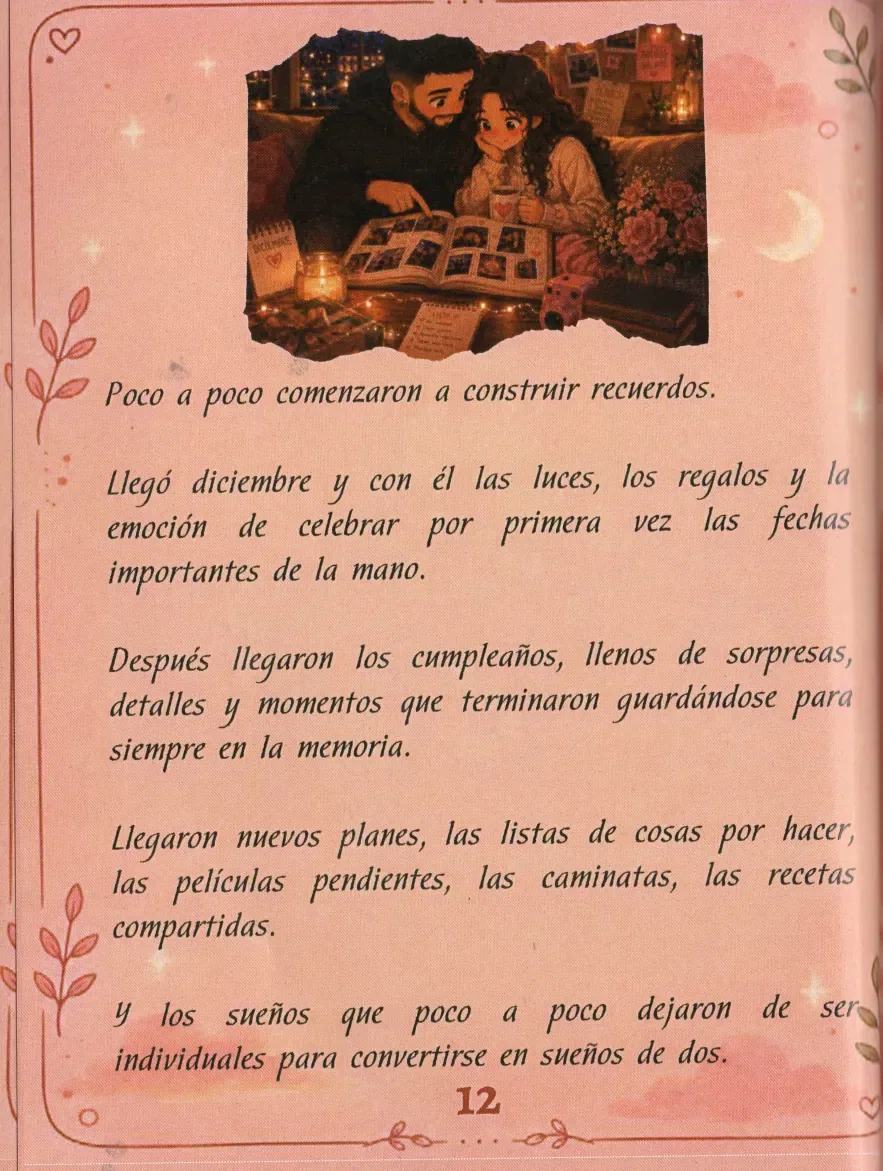 DICIEMBRE
Poco a poco comenzaron a construir recuerdos.
Llegó diciembre y con él las luces, los regalos y la
emoción de celebrar por primera vez las fechas
importantes de la mano.
Después llegaron los cumpleaños, llenos de sorpresas,
detalles y momentos que terminaron guardándose para
siempre en la memoria.
Llegaron nuevos planes, las listas de cosas por hacer,
las películas pendientes, las caminatas, las recetas
compartidas.
Y los sueños que poco a poco dejaron de ser
individuales para convertirse en sueños de dos.
12